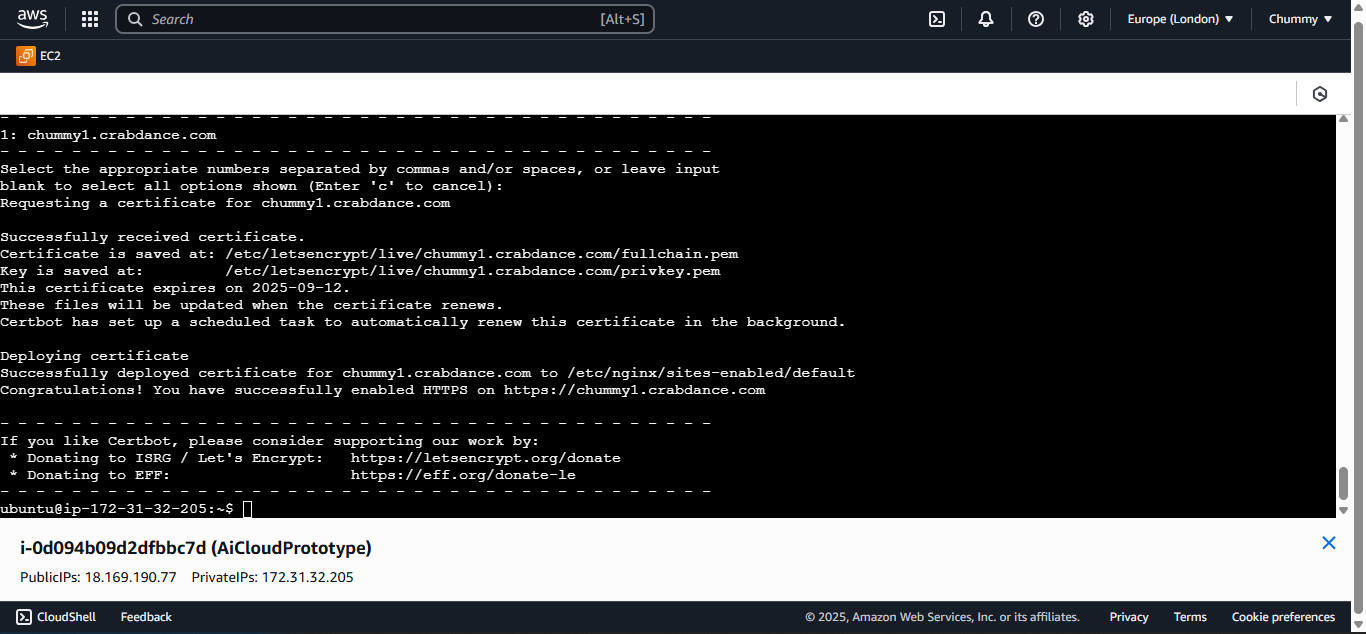 aws
Search [Alt+S] Europe (London) ▼ Chummy ▼
EC2
- - - - - - - - - - - - - - - - - - - - - - - - - - - - - - - - - - - - - - - -
1: chummy1.crabdance.com
- - - - - - - - - - - - - - - - - - - - - - - - - - - - - - - - - - - - - - - -
Select the appropriate numbers separated by commas and/or spaces, or leave input
blank to select all options shown (Enter 'c' to cancel):
Requesting a certificate for chummy1.crabdance.com
Successfully received certificate.
Certificate is saved at: /etc/letsencrypt/live/chummy1.crabdance.com/fullchain.pem
Key is saved at:         /etc/letsencrypt/live/chummy1.crabdance.com/privkey.pem
This certificate expires on 2025-09-12.
These files will be updated when the certificate renews.
Certbot has set up a scheduled task to automatically renew this certificate in the background.
Deploying certificate
Successfully deployed certificate for chummy1.crabdance.com to /etc/nginx/sites-enabled/default
Congratulations! You have successfully enabled HTTPS on https://chummy1.crabdance.com
- - - - - - - - - - - - - - - - - - - - - - - - - - - - - - - - - - - - - - - -
If you like Certbot, please consider supporting our work by:
 * Donating to ISRG / Let's Encrypt:   https://letsencrypt.org/donate
 * Donating to EFF:                    https://eff.org/donate-le
- - - - - - - - - - - - - - - - - - - - - - - - - - - - - - - - - - - - - - - -
ubuntu@ip-172-31-32-205:~$
i-0d094b09d2dfbbc7d (AiCloudPrototype)
PublicIPs: 18.169.190.77 PrivateIPs: 172.31.32.205
CloudShell Feedback © 2025, Amazon Web Services, Inc. or its affiliates. Privacy Terms Cookie preferences